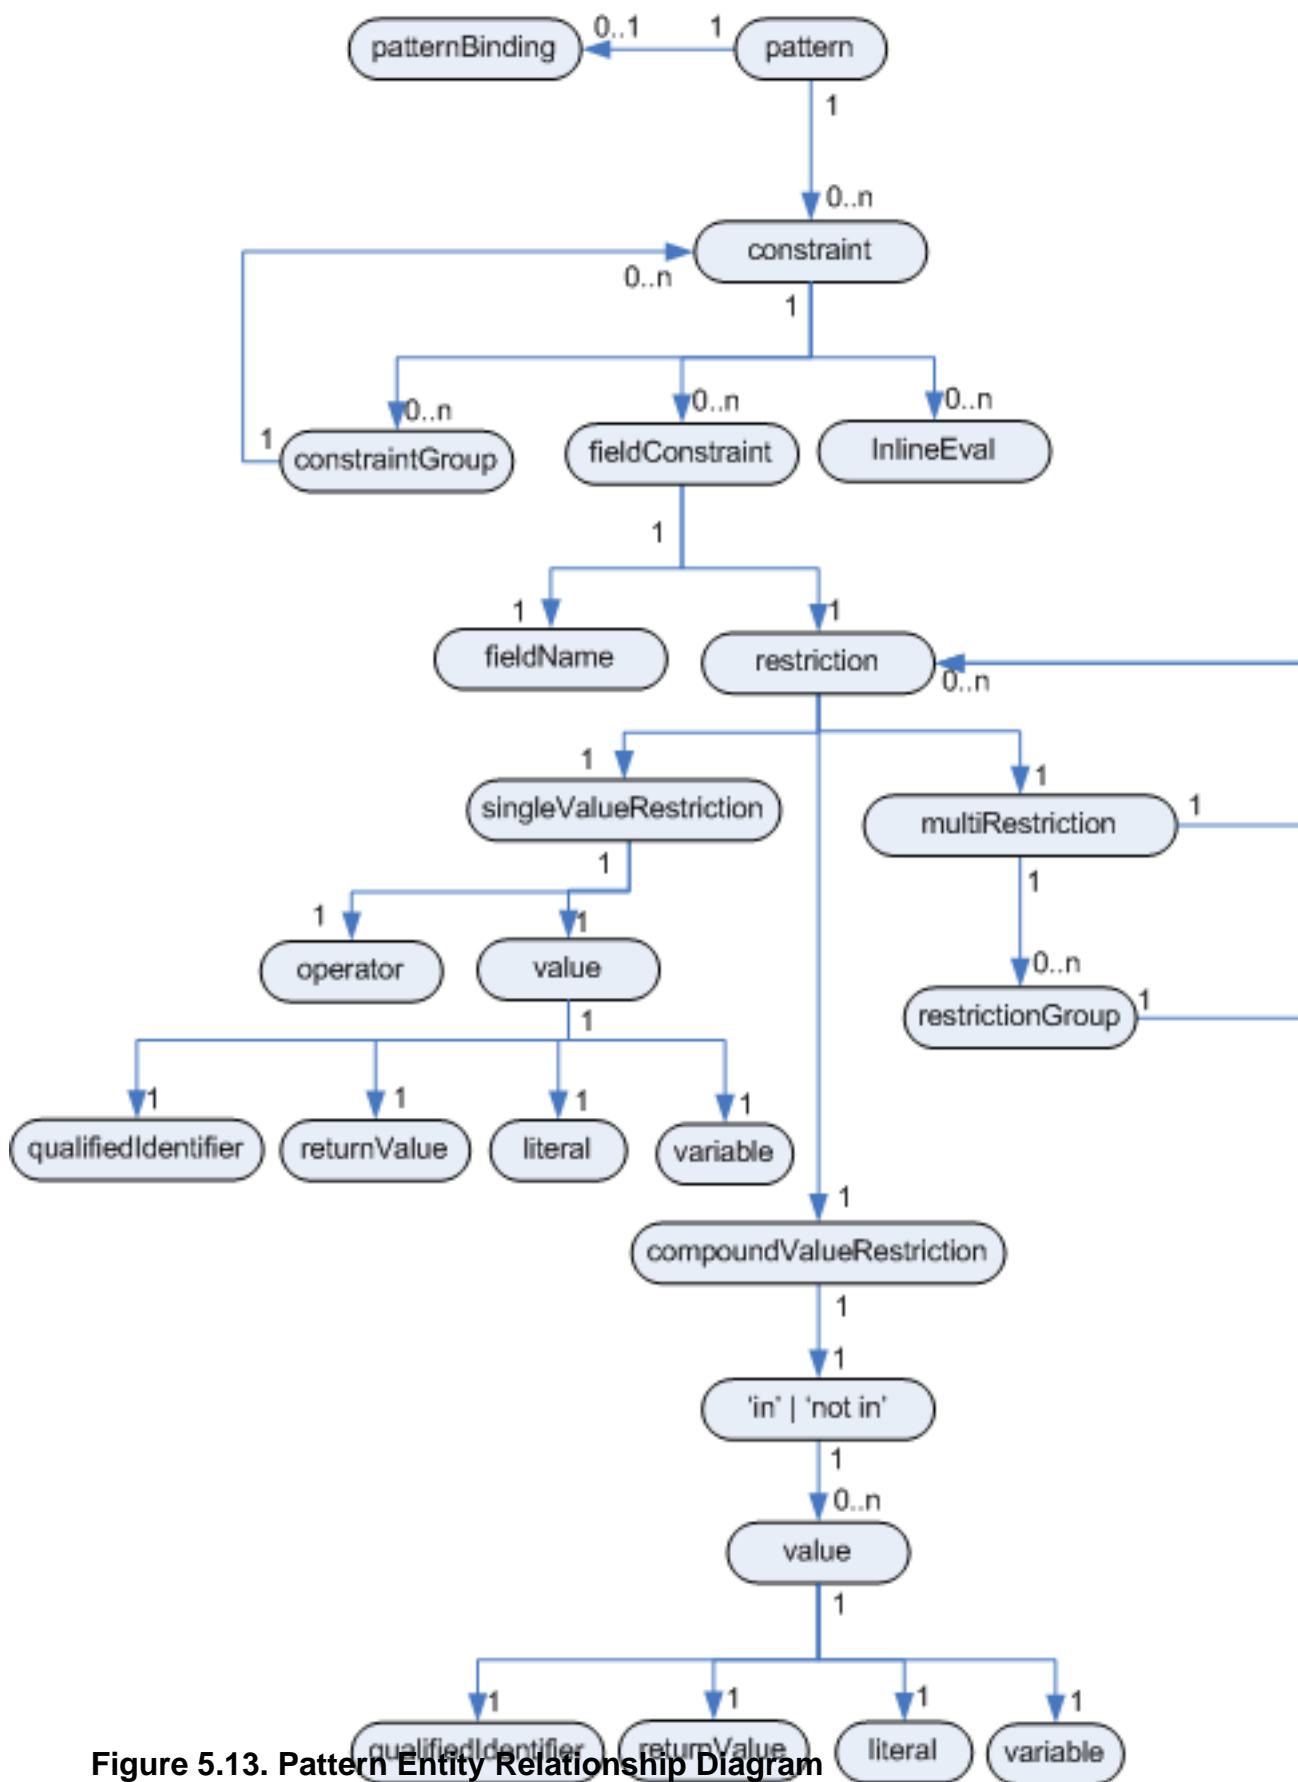 patternBinding 0..1 1 pattern
1
0..n
constraint
0..n
1
0..n 0..n 0..n
1 constraintGroup fieldConstraint InlineEval
1
1 1
fieldName restriction
0..n
1 1
singleValueRestriction multiRestriction 1
1 1
1 1
operator value 0..n
restrictionGroup 1
1
1 1 1 1
qualifiedIdentifier returnValue literal variable
1
compoundValueRestriction
1
1
'in' | 'not in'
1
0..n
value
1
1 1 1 1
qualifiedIdentifier returnValue literal variable
Figure 5.13. Pattern Entity Relationship Diagram